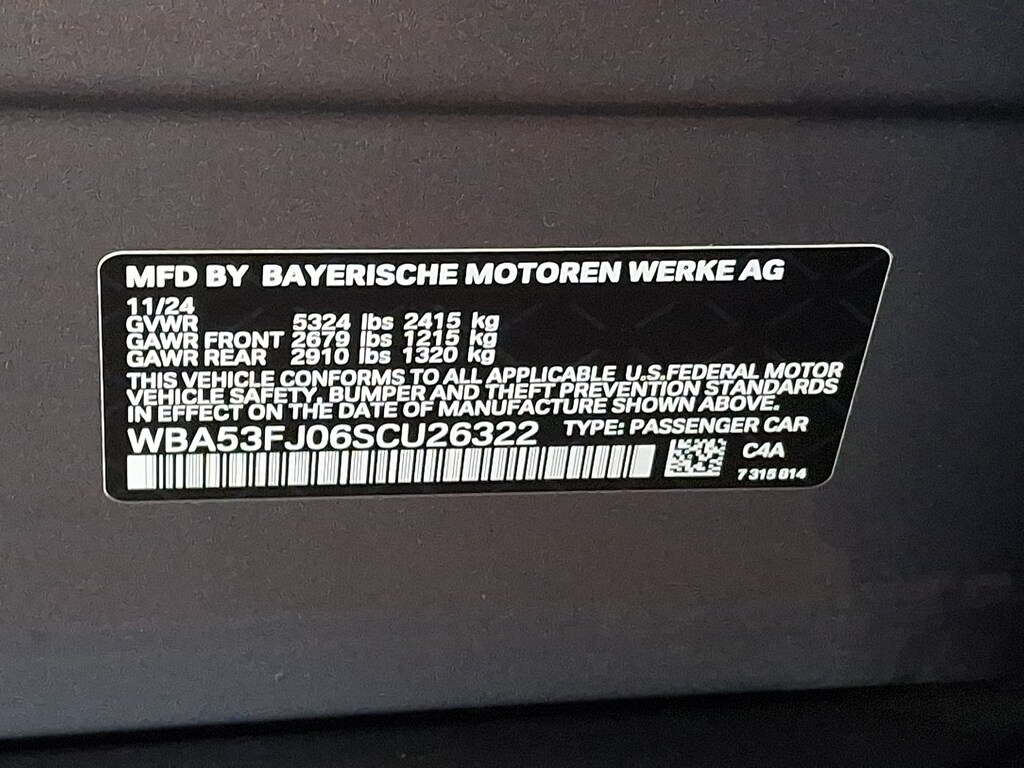 MFD BY BAYERISCHE MOTOREN WERKE AG
11/24
GVWR 5324 lbs 2415 kg
GAWR FRONT 2679 lbs 1215 kg
GAWR REAR 2910 lbs 1320 kg
THIS VEHICLE CONFORMS TO ALL APPLICABLE U.S.FEDERAL MOTOR
VEHICLE SAFETY, BUMPER AND THEFT PREVENTION STANDARDS
IN EFFECT ON THE DATE OF MANUFACTURE SHOWN ABOVE.
WBA53FJ06SCU26322 TYPE: PASSENGER CAR
C4A
7 315 814